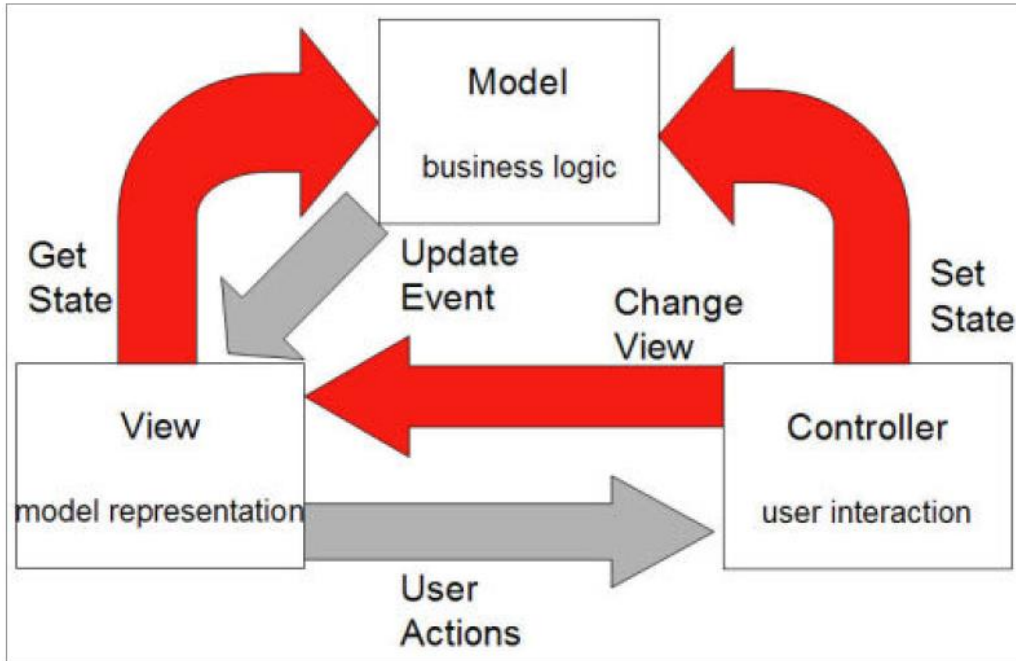 Model
business logic
Get
State
Update
Event
Change
View
Set
State
View
model representation
Controller
user interaction
User
Actions